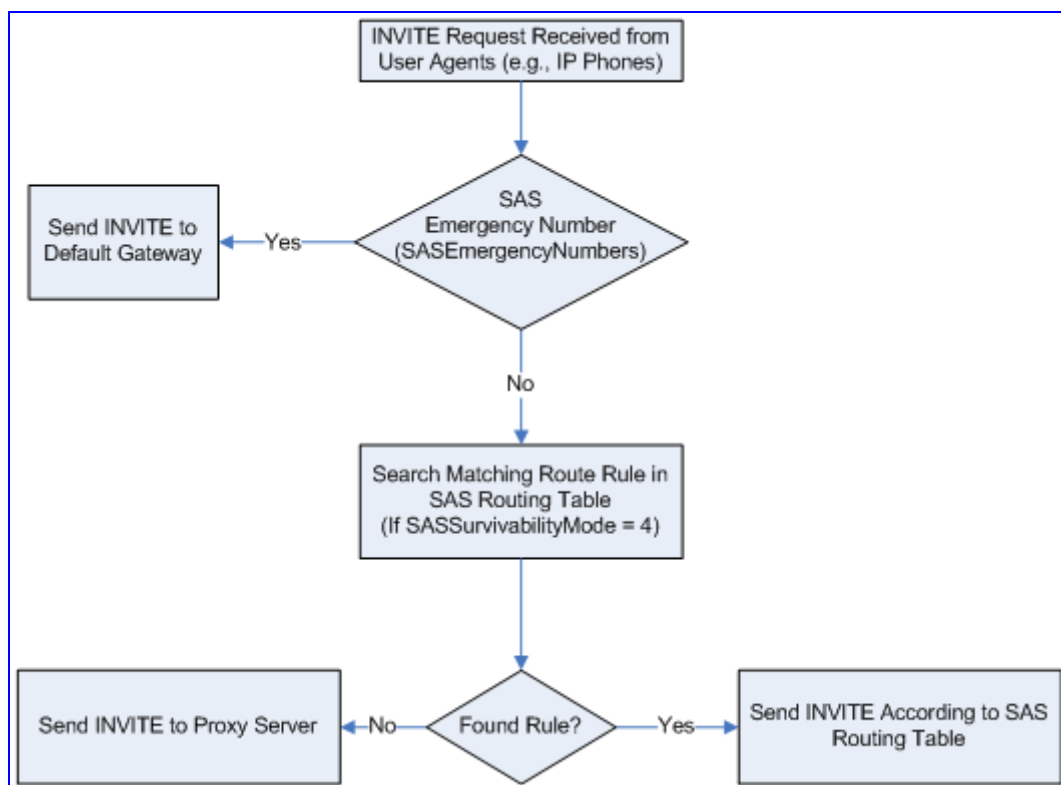 INVITE Request Received from
User Agents (e.g., IP Phones)
SAS
Emergency Number
(SASEmergencyNumbers)
Yes
Send INVITE to
Default Gateway
No
Search Matching Route Rule in
SAS Routing Table
(If SASSurvivabilityMode = 4)
Send INVITE to Proxy Server
No
Found Rule?
Yes
Send INVITE According to SAS
Routing Table